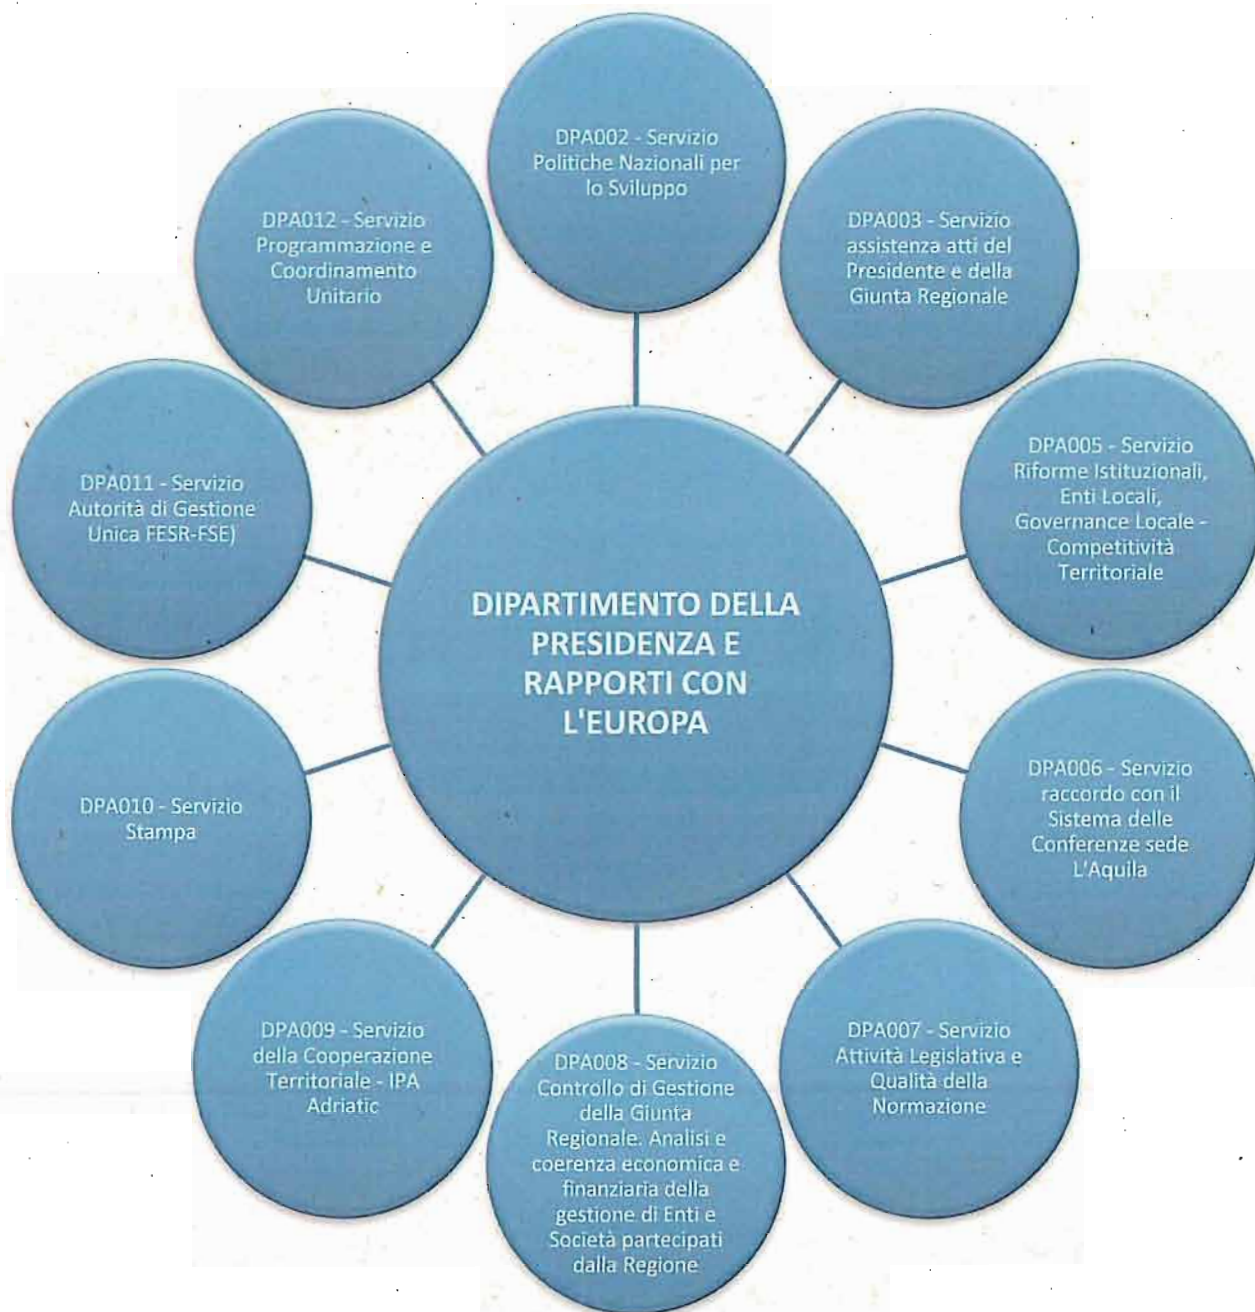 DPA002 - Servizio
Politiche Nazionali per
lo Sviluppo
DPA003 - Servizio
assistenza atti del
Presidente e della
Giunta Regionale
DPA005 - Servizio
Riforme Istituzionali,
Enti Locali,
Governance Locale -
Competitività
Territoriale
DPA006 - Servizio
raccordo con il
Sistema delle
Conferenze sede
L'Aquila
DPA007 - Servizio
Attività Legislativa e
Qualità della
Normazione
DPA008 - Servizio
Controllo di Gestione
della Giunta
Regionale. Analisi e
coerenza economica e
finanziaria della
gestione di Enti e
Società partecipati
dalla Regione
DPA009 - Servizio
della Cooperazione
Territoriale - IPA
Adriatic
DPA010 - Servizio
Stampa
DPA011 - Servizio
Autorità di Gestione
Unica FESR-FSE)
DPA012 - Servizio
Programmazione e
Coordinamento
Unitario
DIPARTIMENTO DELLA
PRESIDENZA E
RAPPORTI CON
L'EUROPA